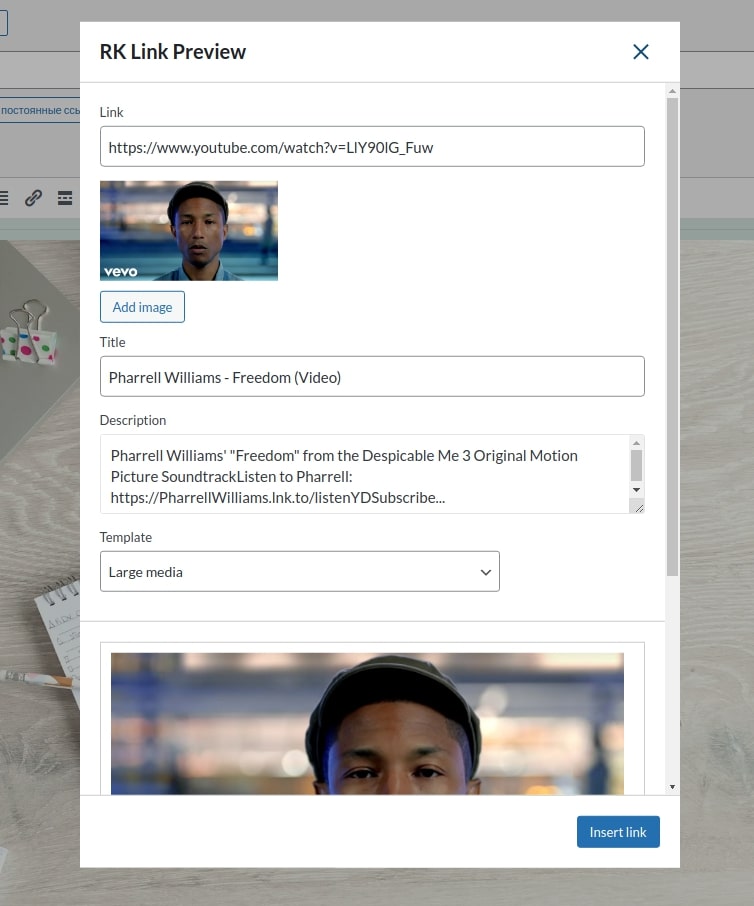 RK Link Preview
постоянные ссы
Link
https://www.youtube.com/watch?v=LlY90lG_Fuw
vevo
Add image
Title
Pharrell Williams - Freedom (Video)
Description
Pharrell Williams' "Freedom" from the Despicable Me 3 Original Motion
Picture SoundtrackListen to Pharrell:
https://PharrellWilliams.lnk.to/listenYDSubscribe...
Template
Large media
Insert link